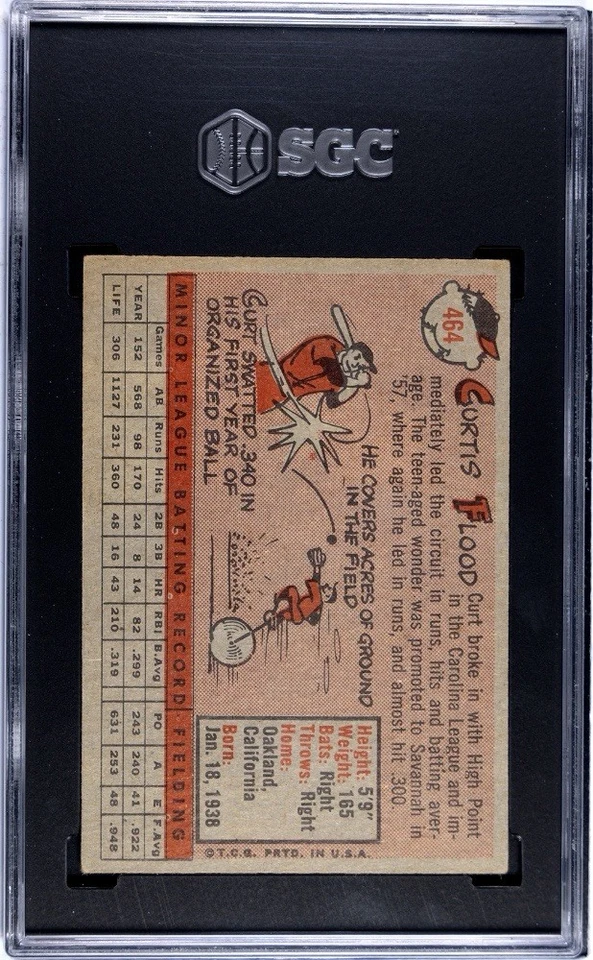 SGC
464
CURTIS FLOOD Curt broke in with High Point
in the Carolina League and im-
mediately led the circuit in runs, hits and batting aver-
age. The teen-aged wonder was promoted to Savannah in
'57, where again he led in runs, and almost hit .300.
HE COVERS ACRES OF GROUND
IN THE FIELD
CURT SWATTED .340 IN
HIS FIRST YEAR OF
ORGANIZED BALL
Height: 5'9"
Weight: 165
Bats: Right
Throws: Right
Home:
Oakland,
California
Born:
Jan. 18, 1938
©T.C.G. PRTD. IN U.S.A.
MINOR LEAGUE BATTING RECORD FIELDING
Games AB Runs Hits 2B 3B HR RBI B.Avg PO A E F.Avg
YEAR 152 568 98 170 24 8 14 82 .299 243 240 41 .922
LIFE 306 1127 231 360 48 16 43 210 .319 631 253 48 .948